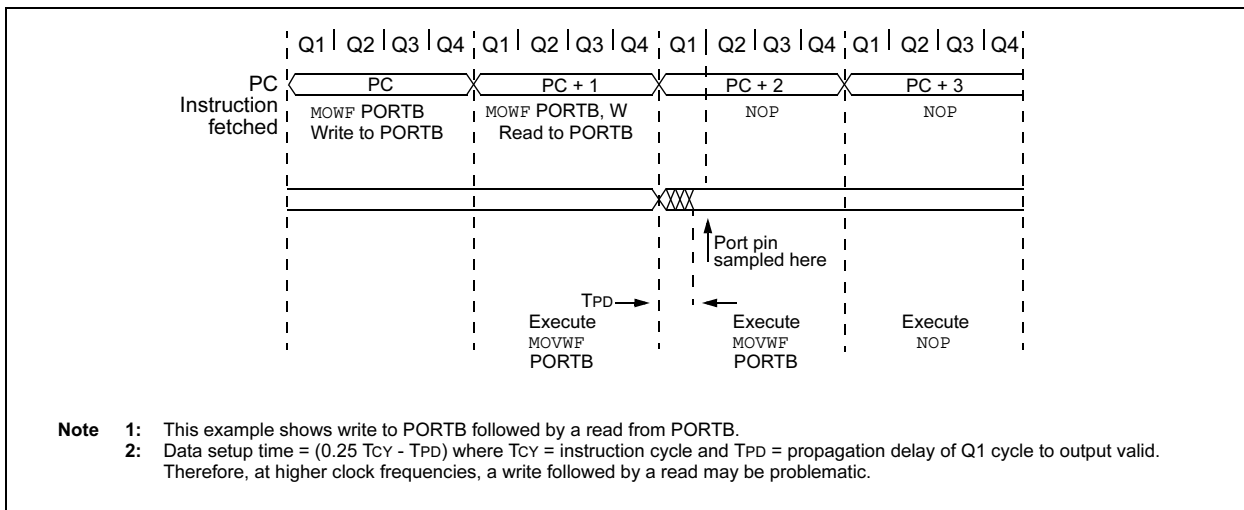 Q1 Q2 Q3 Q4 Q1 Q2 Q3 Q4 Q1 Q2 Q3 Q4 Q1 Q2 Q3 Q4
PC PC PC + 1 PC + 2 PC + 3
Instruction
fetched
MOWF PORTB MOWF PORTB, W NOP NOP
Write to PORTB Read to PORTB
Port pin
sampled here
TPD
Execute Execute Execute
MOVWF MOVWF NOP
PORTB PORTB
Note 1: This example shows write to PORTB followed by a read from PORTB.
2: Data setup time = (0.25 TCY - TPD) where TCY = instruction cycle and TPD = propagation delay of Q1 cycle to output valid.
Therefore, at higher clock frequencies, a write followed by a read may be problematic.